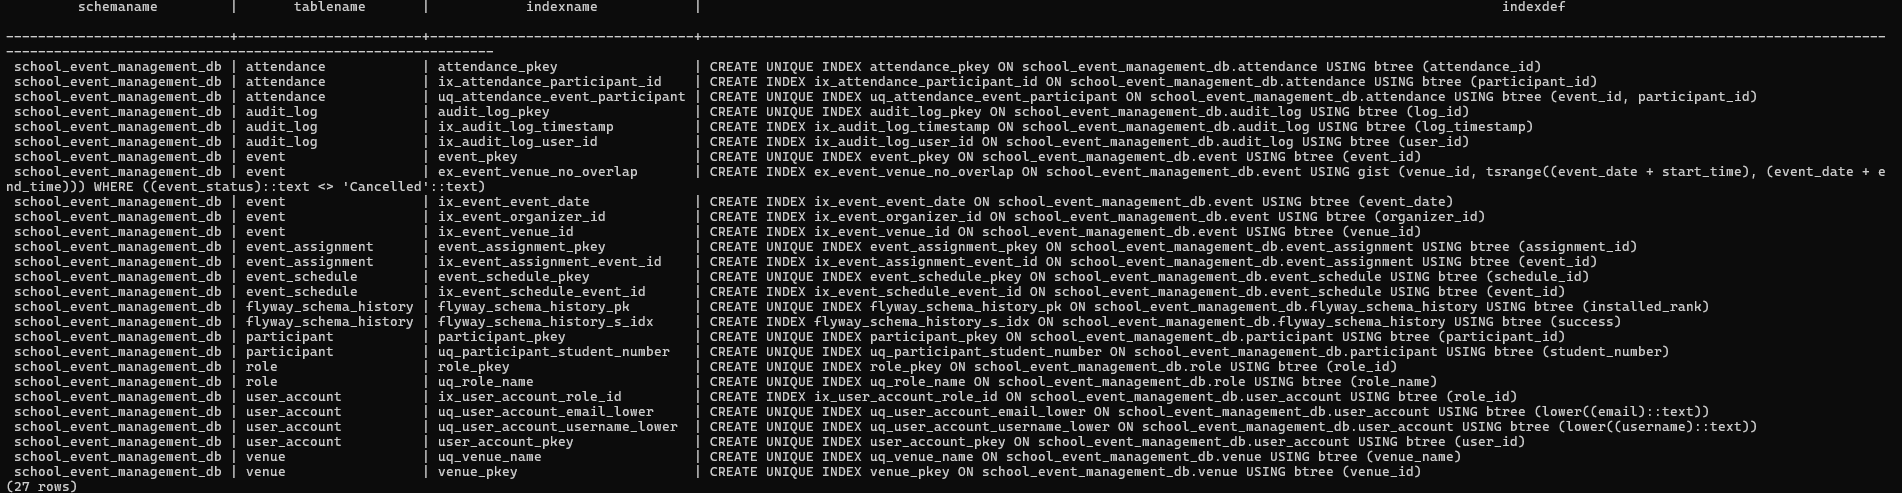 schemaname | tablename | indexname | indexdef
----------------------------+-----------------------+---------------------------------+----------------------------------------------------------------------------------------------------------------------------------------------------
-------------------------------------------------------------
school_event_management_db | attendance | attendance_pkey | CREATE UNIQUE INDEX attendance_pkey ON school_event_management_db.attendance USING btree (attendance_id)
school_event_management_db | attendance | ix_attendance_participant_id | CREATE INDEX ix_attendance_participant_id ON school_event_management_db.attendance USING btree (participant_id)
school_event_management_db | attendance | uq_attendance_event_participant | CREATE UNIQUE INDEX uq_attendance_event_participant ON school_event_management_db.attendance USING btree (event_id, participant_id)
school_event_management_db | audit_log | audit_log_pkey | CREATE UNIQUE INDEX audit_log_pkey ON school_event_management_db.audit_log USING btree (log_id)
school_event_management_db | audit_log | ix_audit_log_timestamp | CREATE INDEX ix_audit_log_timestamp ON school_event_management_db.audit_log USING btree (log_timestamp)
school_event_management_db | audit_log | ix_audit_log_user_id | CREATE INDEX ix_audit_log_user_id ON school_event_management_db.audit_log USING btree (user_id)
school_event_management_db | event | event_pkey | CREATE UNIQUE INDEX event_pkey ON school_event_management_db.event USING btree (event_id)
school_event_management_db | event | ex_event_venue_no_overlap | CREATE INDEX ex_event_venue_no_overlap ON school_event_management_db.event USING gist (venue_id, tsrange((event_date + start_time), (event_date + e
nd_time))) WHERE ((event_status)::text <> 'Cancelled'::text)
school_event_management_db | event | ix_event_event_date | CREATE INDEX ix_event_event_date ON school_event_management_db.event USING btree (event_date)
school_event_management_db | event | ix_event_organizer_id | CREATE INDEX ix_event_organizer_id ON school_event_management_db.event USING btree (organizer_id)
school_event_management_db | event | ix_event_venue_id | CREATE INDEX ix_event_venue_id ON school_event_management_db.event USING btree (venue_id)
school_event_management_db | event_assignment | event_assignment_pkey | CREATE UNIQUE INDEX event_assignment_pkey ON school_event_management_db.event_assignment USING btree (assignment_id)
school_event_management_db | event_assignment | ix_event_assignment_event_id | CREATE INDEX ix_event_assignment_event_id ON school_event_management_db.event_assignment USING btree (event_id)
school_event_management_db | event_schedule | event_schedule_pkey | CREATE UNIQUE INDEX event_schedule_pkey ON school_event_management_db.event_schedule USING btree (schedule_id)
school_event_management_db | event_schedule | ix_event_schedule_event_id | CREATE INDEX ix_event_schedule_event_id ON school_event_management_db.event_schedule USING btree (event_id)
school_event_management_db | flyway_schema_history | flyway_schema_history_pk | CREATE UNIQUE INDEX flyway_schema_history_pk ON school_event_management_db.flyway_schema_history USING btree (installed_rank)
school_event_management_db | flyway_schema_history | flyway_schema_history_s_idx | CREATE INDEX flyway_schema_history_s_idx ON school_event_management_db.flyway_schema_history USING btree (success)
school_event_management_db | participant | participant_pkey | CREATE UNIQUE INDEX participant_pkey ON school_event_management_db.participant USING btree (participant_id)
school_event_management_db | participant | uq_participant_student_number | CREATE UNIQUE INDEX uq_participant_student_number ON school_event_management_db.participant USING btree (student_number)
school_event_management_db | role | role_pkey | CREATE UNIQUE INDEX role_pkey ON school_event_management_db.role USING btree (role_id)
school_event_management_db | role | uq_role_name | CREATE UNIQUE INDEX uq_role_name ON school_event_management_db.role USING btree (role_name)
school_event_management_db | user_account | ix_user_account_role_id | CREATE INDEX ix_user_account_role_id ON school_event_management_db.user_account USING btree (role_id)
school_event_management_db | user_account | uq_user_account_email_lower | CREATE UNIQUE INDEX uq_user_account_email_lower ON school_event_management_db.user_account USING btree (lower((email)::text))
school_event_management_db | user_account | uq_user_account_username_lower | CREATE UNIQUE INDEX uq_user_account_username_lower ON school_event_management_db.user_account USING btree (lower((username)::text))
school_event_management_db | user_account | user_account_pkey | CREATE UNIQUE INDEX user_account_pkey ON school_event_management_db.user_account USING btree (user_id)
school_event_management_db | venue | uq_venue_name | CREATE UNIQUE INDEX uq_venue_name ON school_event_management_db.venue USING btree (venue_name)
school_event_management_db | venue | venue_pkey | CREATE UNIQUE INDEX venue_pkey ON school_event_management_db.venue USING btree (venue_id)
(27 rows)